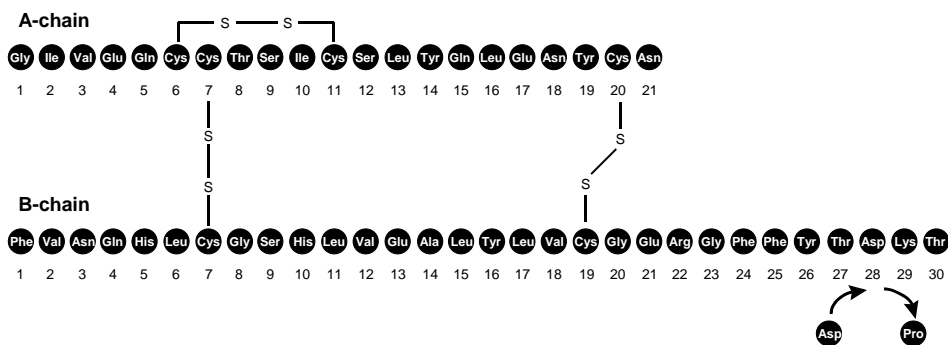 A-chain
S S
Gly Ile Val Glu Gln Cys Cys Thr Ser Ile Cys Ser Leu Tyr Gln Leu Glu Asn Tyr Cys Asn
1 2 3 4 5 6 7 8 9 10 11 12 13 14 15 16 17 18 19 20 21
S S
S S
B-chain
Phe Val Asn Gln His Leu Cys Gly Ser His Leu Val Glu Ala Leu Tyr Leu Val Cys Gly Glu Arg Gly Phe Phe Tyr Thr Asp Lys Thr
1 2 3 4 5 6 7 8 9 10 11 12 13 14 15 16 17 18 19 20 21 22 23 24 25 26 27 28 29 30
Asp Pro